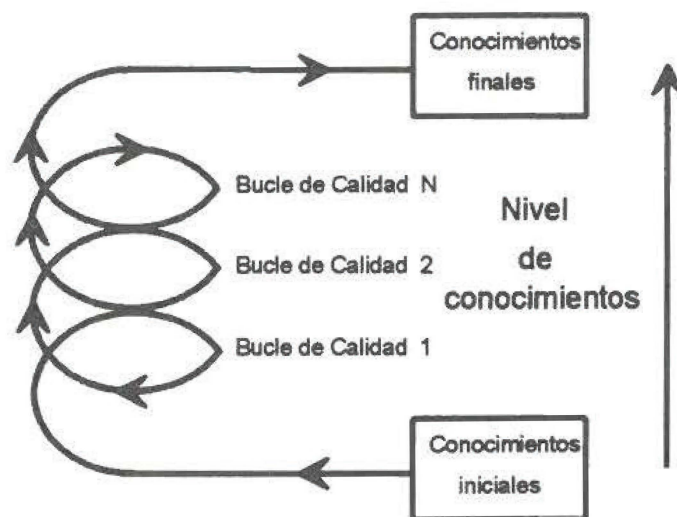 Conocimientos
finales
Bucle de Calidad N
Nivel
de
conocimientos
Bucle de Calidad 2
Bucle de Calidad 1
Conocimientos
iniciales